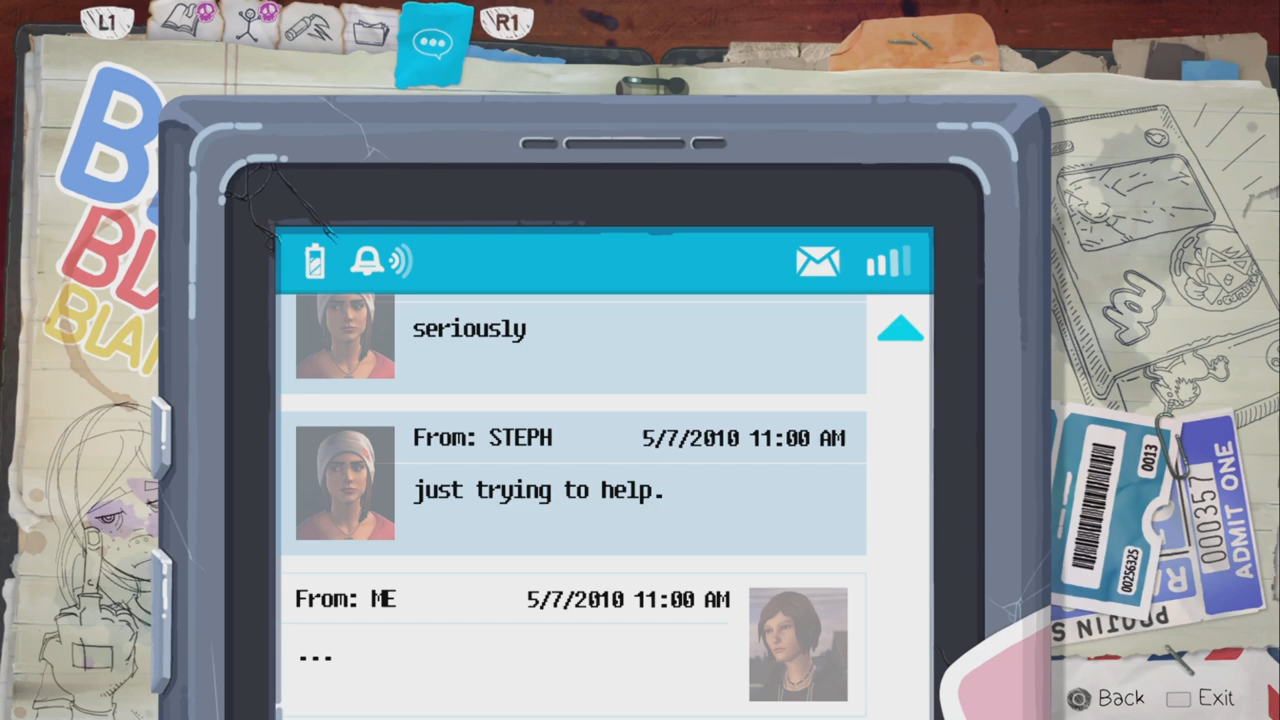 L1
R1
seriously
From: STEPH 5/7/2010 11:00 AM
just trying to help.
From: ME 5/7/2010 11:00 AM
...
0013
00256325
000357
ADMIT ONE
Back
Exit